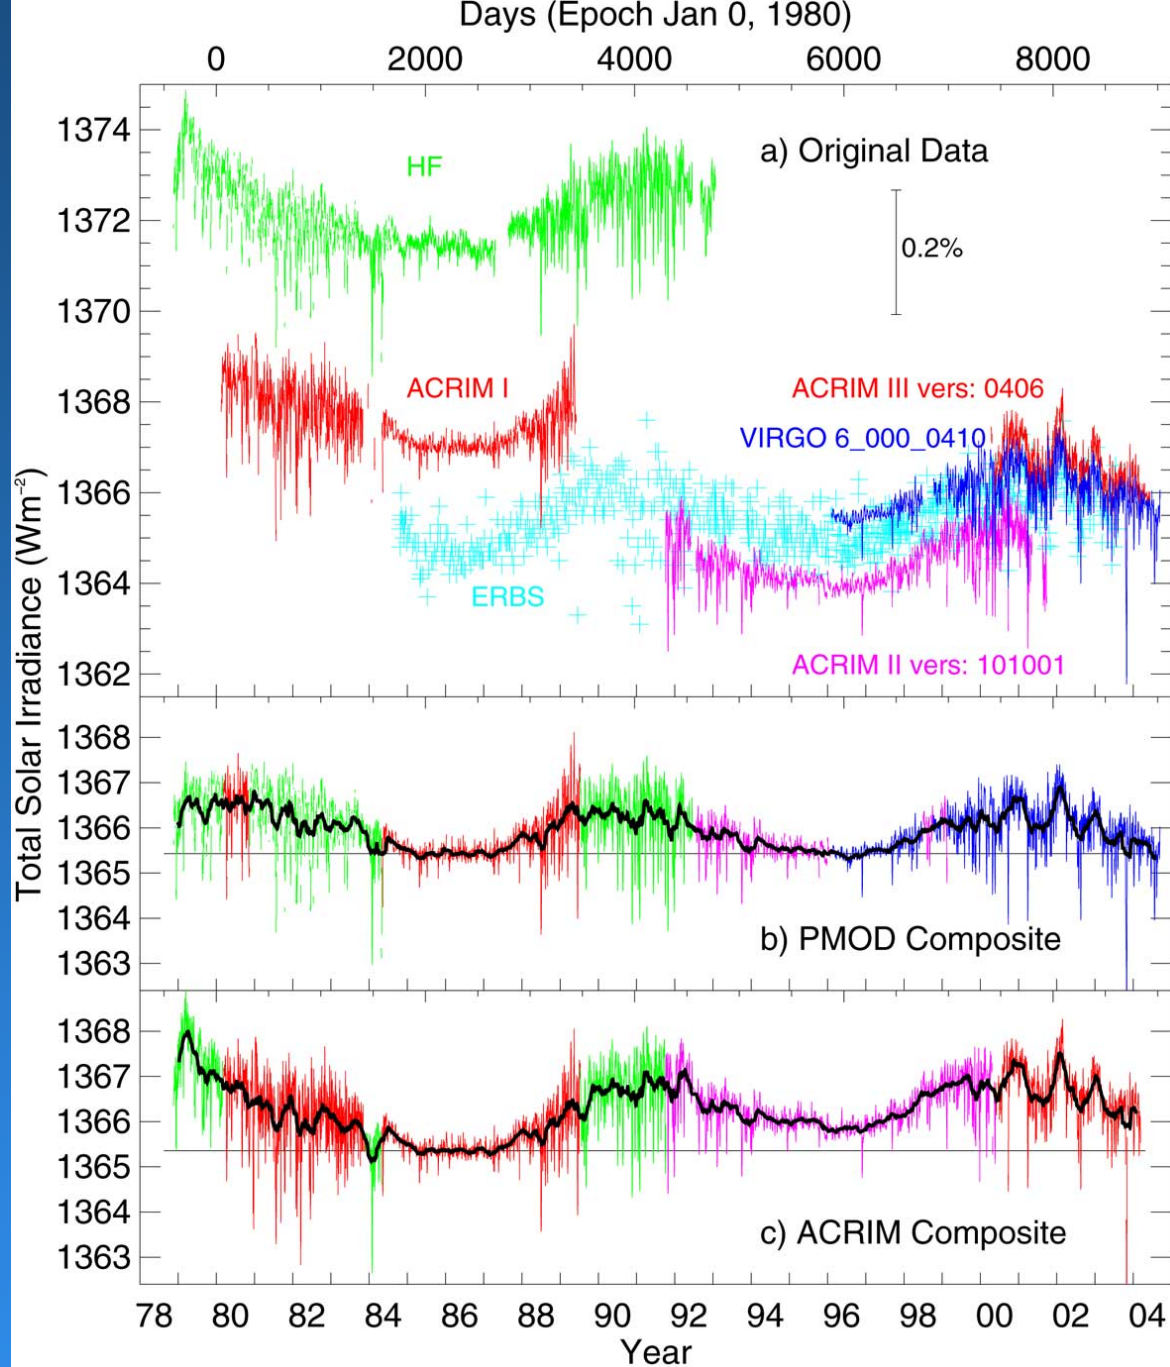 Days (Epoch Jan 0, 1980)
0 2000 4000 6000 8000
1374
1372
1370
1368
1366
1364
1362
a) Original Data
HF
0.2%
ACRIM I
ACRIM III vers: 0406
VIRGO 6_000_0410
ERBS
ACRIM II vers: 101001
Total Solar Irradiance (Wm⁻²)
1368
1367
1366
1365
1364
1363
b) PMOD Composite
1368
1367
1366
1365
1364
1363
c) ACRIM Composite
78 80 82 84 86 88 90 92 94 96 98 00 02 04
Year